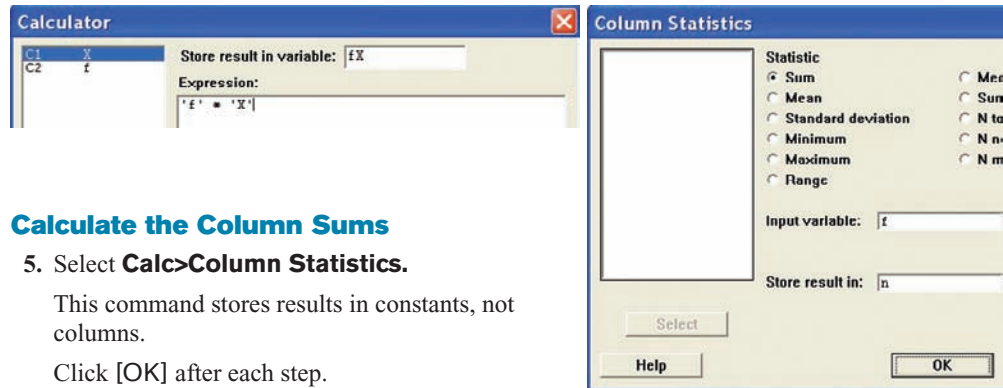 Calculator
C1 X
C2 f
Store result in variable: fX
Expression:
'f' * 'X'
Calculate the Column Sums
5. Select Calc>Column Statistics.
This command stores results in constants, not
columns.
Click [OK] after each step.
Column Statistics
Statistic
Sum
Mean Sum
Standard deviation N to
Minimum N
Maximum N m
Range
Input variable: f
Store result in: n
Select
Help OK